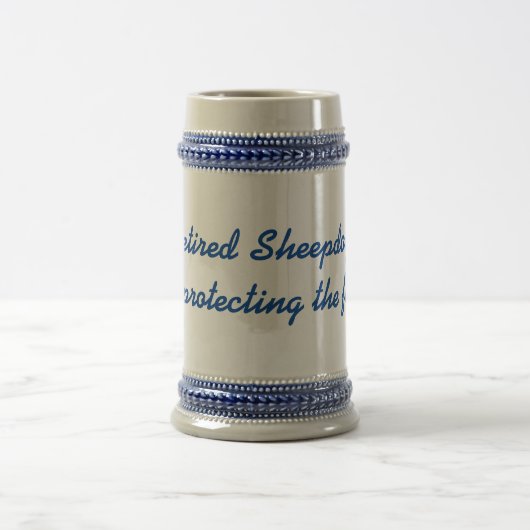 etired Sheepdo
protecting the f